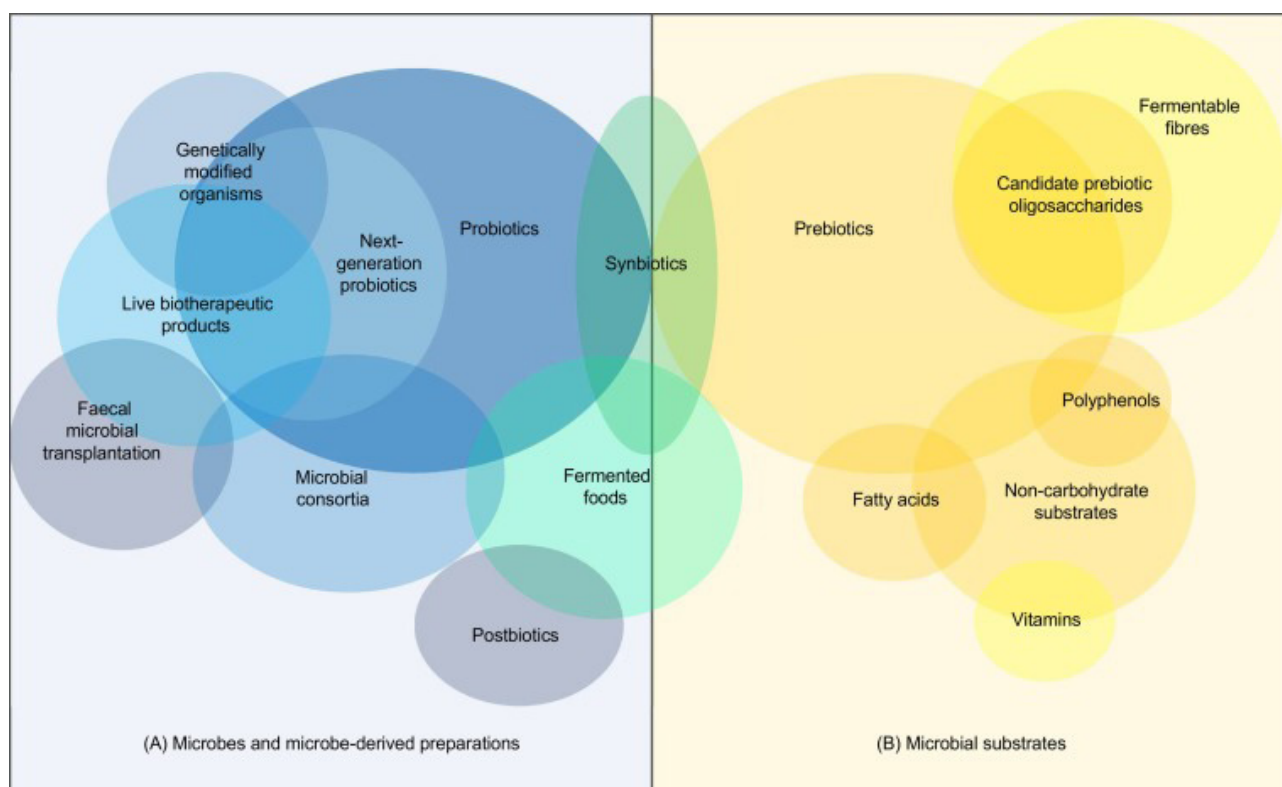 Genetically
modified
organisms
Probiotics
Next-
generation
probiotics
Live biotherapeutic
products
Faecal
microbial
transplantation
Microbial
consortia
Synbiotics
Fermented
foods
Postbiotics
(A) Microbes and microbe-derived preparations
Fermentable
fibres
Candidate prebiotic
oligosaccharides
Prebiotics
Polyphenols
Fatty acids
Non-carbohydrate
substrates
Vitamins
(B) Microbial substrates